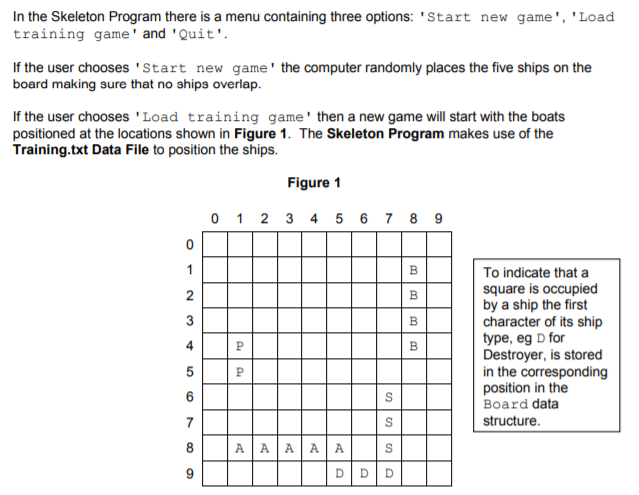 In the Skeleton Program there is a menu containing three options: 'Start new game', 'Load
training game' and 'Quit'.
If the user chooses 'Start new game' the computer randomly places the five ships on the
board making sure that no ships overlap.
If the user chooses 'Load training game' then a new game will start with the boats
positioned at the locations shown in Figure 1. The Skeleton Program makes use of the
Training.txt Data File to position the ships.
Figure 1
0 1 2 3 4 5 6 7 8 9
0
1 B
2 B
3 B
4 P B
5 P
6 S
7 S
8 A A A A A S
9 D D D
To indicate that a
square is occupied
by a ship the first
character of its ship
type, eg D for
Destroyer, is stored
in the corresponding
position in the
Board data
structure.